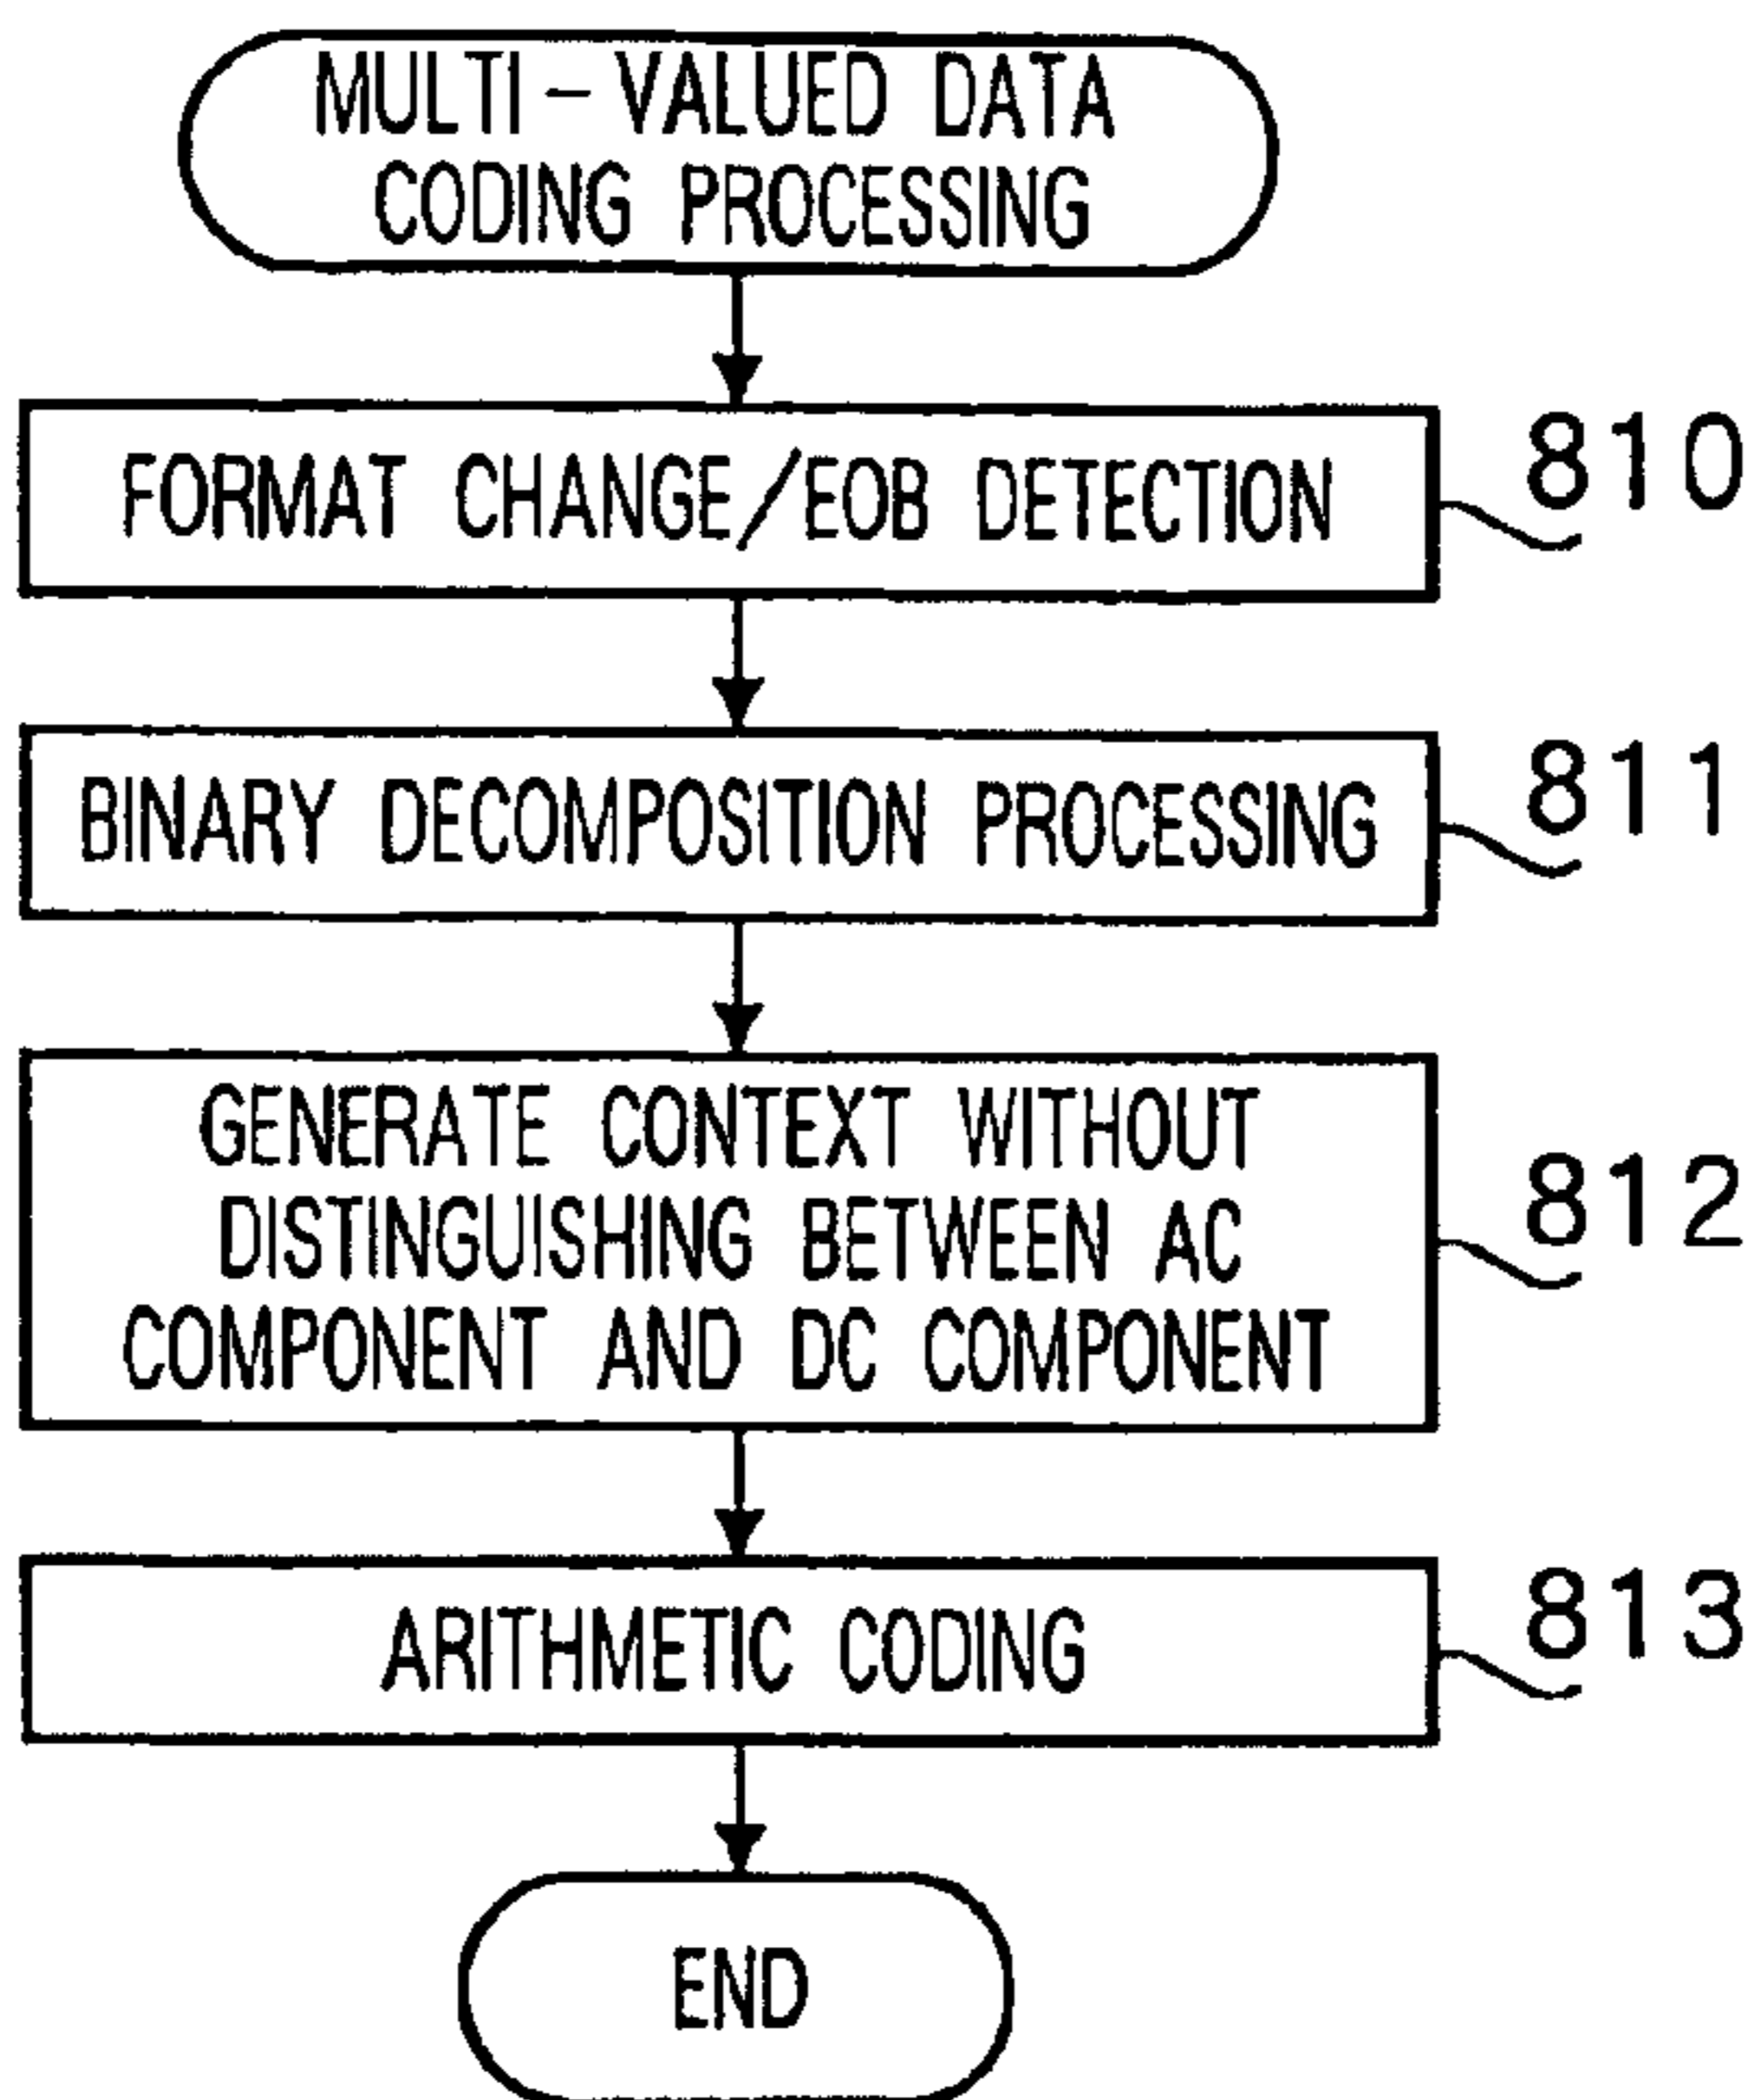 MULTI-VALUED DATA
CODING PROCESSING
FORMAT CHANGE/EOB DETECTION
810
BINARY DECOMPOSITION PROCESSING
811
GENERATE CONTEXT WITHOUT
DISTINGUISHING BETWEEN AC
COMPONENT AND DC COMPONENT
812
ARITHMETIC CODING
813
END